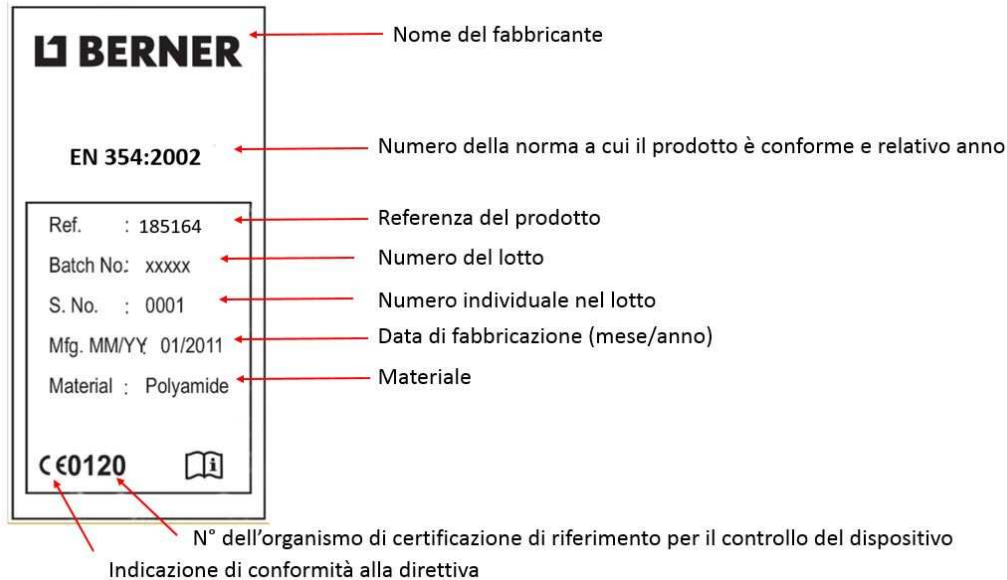 BERNER
Nome del fabbricante
EN 354:2002
Numero della norma a cui il prodotto è conforme e relativo anno
Ref. : 185164
Referenza del prodotto
Batch No: xxxxx
Numero del lotto
S. No. : 0001
Numero individuale nel lotto
Mfg. MM/YY: 01/2011
Data di fabbricazione (mese/anno)
Material : Polyamide
Materiale
CE0120
i
N° dell'organismo di certificazione di riferimento per il controllo del dispositivo
Indicazione di conformità alla direttiva